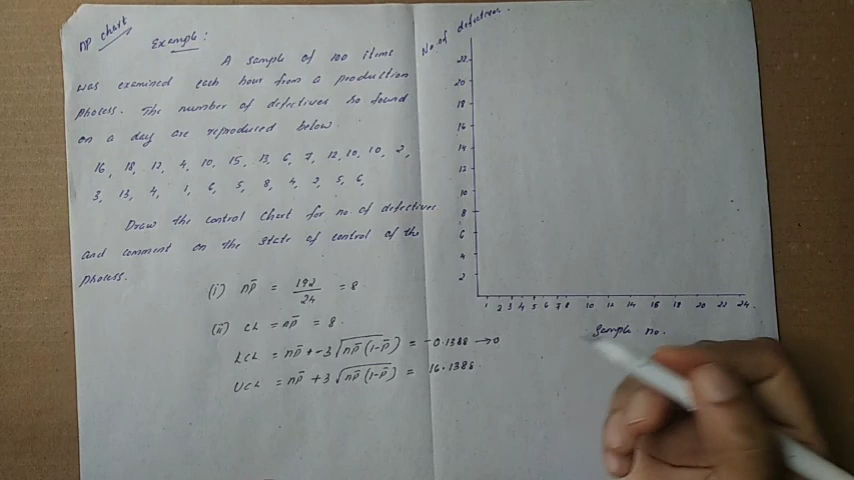 nP chart
Example:
A sample of 100 items
was examined each hour from a production
process. The number of defectives so found
on a day are reproduced below.
16, 18, 12, 4, 10, 15, 13, 6, 7, 12, 10, 10, 2,
3, 13, 4, 1, 6, 5, 8, 4, 2, 5, 6,
Draw the control chart for no. of defectives
and comment on the state of control of the
process.
(i) nP̄ = 192/24 = 8
(ii) CL = nP̄ = 8
LCL = nP̄ + -3√nP̄(1-P̄) = -0.1388 → 0
UCL = nP̄ + 3√nP̄(1-P̄) = 16.1388
No. of defectives
22
20
18
16
14
12
10
8
6
4
2
1 2 3 4 5 6 7 8 10 12 14 16 18 20 22 24
Sample no.